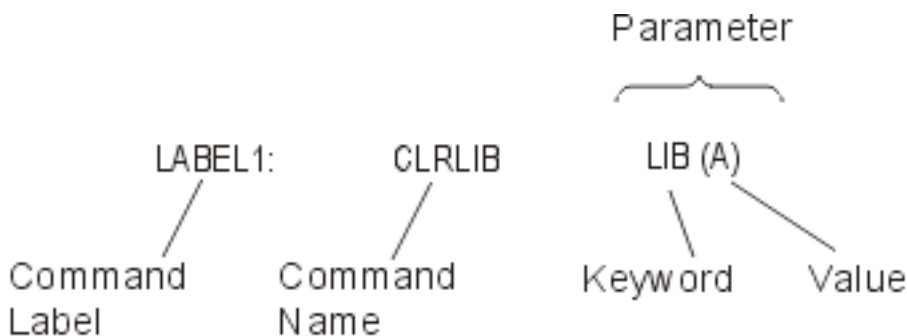 Parameter
LABEL1: CLRLIB LIB (A)
Command Command Keyword Value
Label Name